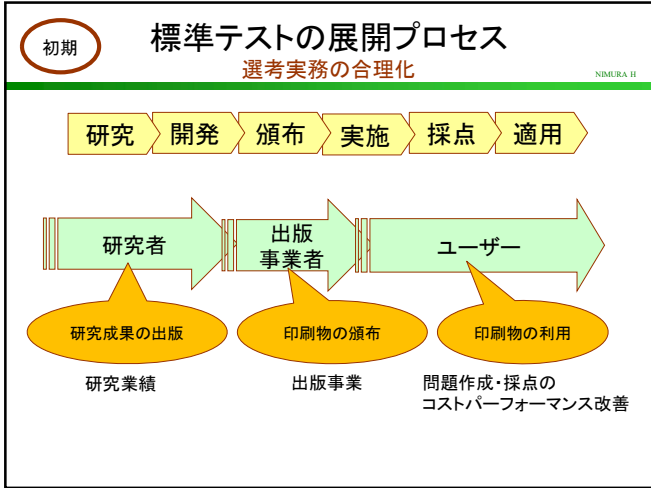 初期
標準テストの展開プロセス
選考実務の合理化
NIMURA H
研究 開発 頒布 実施 採点 適用
研究者
出版
事業者
ユーザー
研究成果の出版
印刷物の頒布
印刷物の利用
研究業績
出版事業
問題作成・採点の
コストパーフォーマンス改善